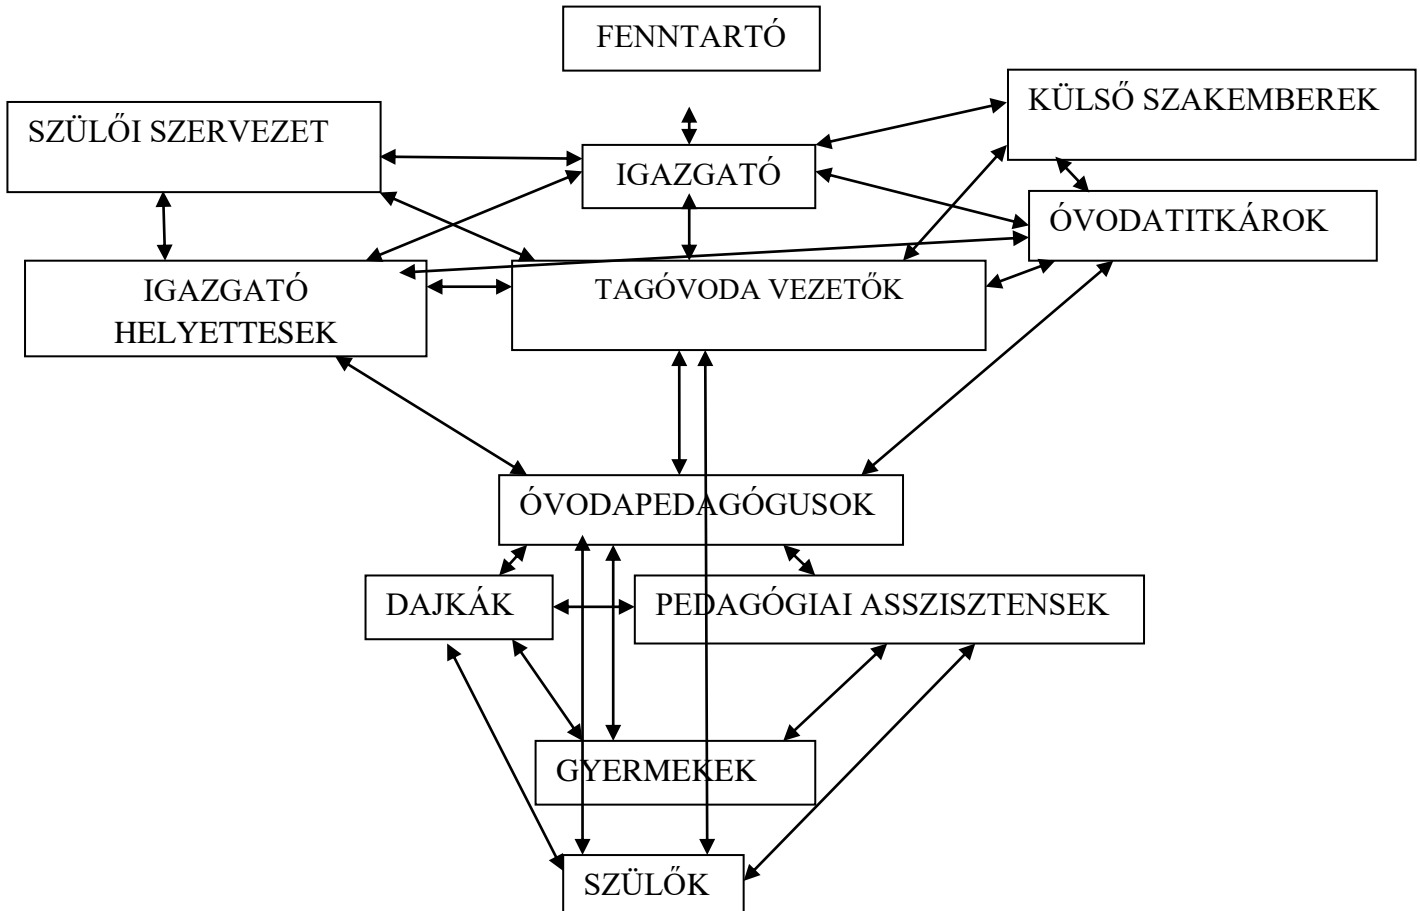 FENNTARTÓ
KÜLSŐ SZAKEMBEREK
SZÜLŐI SZERVEZET
IGAZGATÓ
ÓVODATITKÁROK
IGAZGATÓ
HELYETTESEK
TAGÓVODA VEZETŐK
ÓVODAPEDAGÓGUSOK
DAJKÁK
PEDAGÓGIAI ASSZISZTENSEK
GYERMEKEK
SZÜLŐK